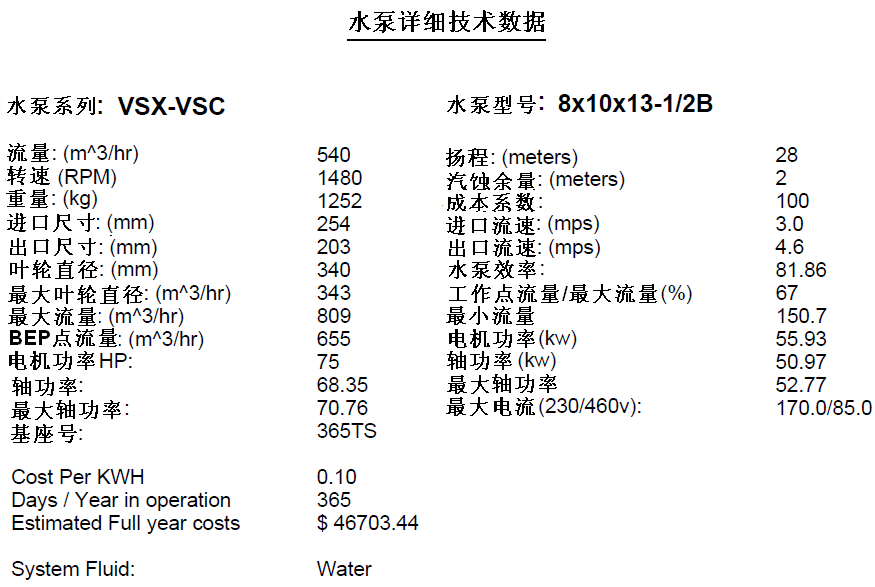 水泵详细技术数据
水泵系列: VSX-VSC
水泵型号: 8x10x13-1/2B
流量: (m^3/hr) 540
转速 (RPM) 1480
重量: (kg) 1252
进口尺寸: (mm) 254
出口尺寸: (mm) 203
叶轮直径: (mm) 340
最大叶轮直径: (m^3/hr) 343
最大流量: (m^3/hr) 809
BEP点流量: (m^3/hr) 655
电机功率HP: 75
轴功率: 68.35
最大轴功率: 70.76
基座号: 365TS
扬程: (meters) 28
汽蚀余量: (meters) 2
成本系数: 100
进口流速: (mps) 3.0
出口流速: (mps) 4.6
水泵效率: 81.86
工作点流量/最大流量(%) 67
最小流量 150.7
电机功率(kw) 55.93
轴功率(kw) 50.97
最大轴功率 52.77
最大电流(230/460v): 170.0/85.0
Cost Per KWH 0.10
Days / Year in operation 365
Estimated Full year costs $ 46703.44
System Fluid: Water